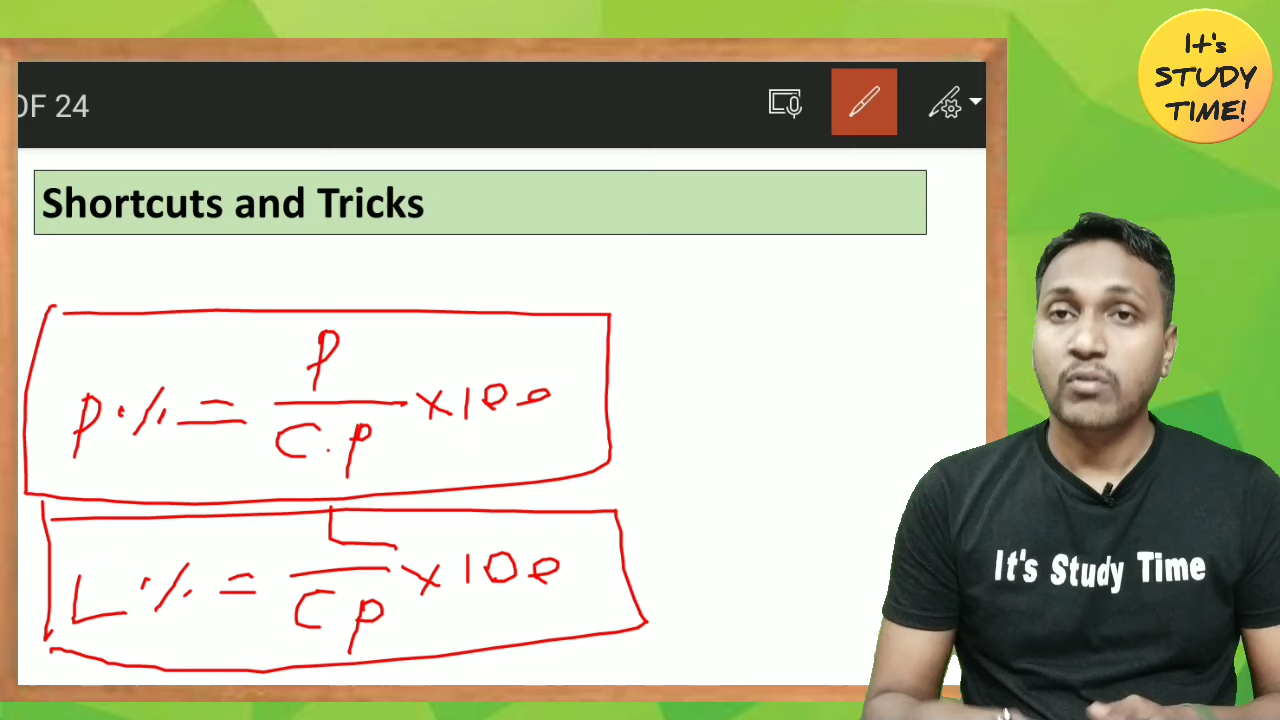 It's
STUDY
TIME!
OF 24
Shortcuts and Tricks
P% = P/C.P ×100
L% = L/CP ×100
It's Study Time